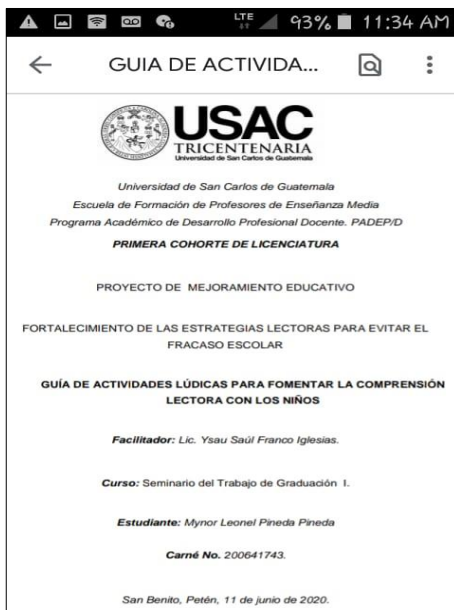 LTE 93% 11:34 AM
GUIA DE ACTIVIDA...
USAC
TRICENTENARIA
Universidad de San Carlos de Guatemala
Universidad de San Carlos de Guatemala
Escuela de Formación de Profesores de Enseñanza Media
Programa Académico de Desarrollo Profesional Docente. PADEP/D
PRIMERA COHORTE DE LICENCIATURA
PROYECTO DE MEJORAMIENTO EDUCATIVO
FORTALECIMIENTO DE LAS ESTRATEGIAS LECTORAS PARA EVITAR EL
FRACASO ESCOLAR
GUÍA DE ACTIVIDADES LÚDICAS PARA FOMENTAR LA COMPRENSIÓN
LECTORA CON LOS NIÑOS
Facilitador: Lic. Ysau Saúl Franco Iglesias.
Curso: Seminario del Trabajo de Graduación I.
Estudiante: Mynor Leonel Pineda Pineda
Carné No. 200641743.
San Benito, Petén, 11 de junio de 2020.